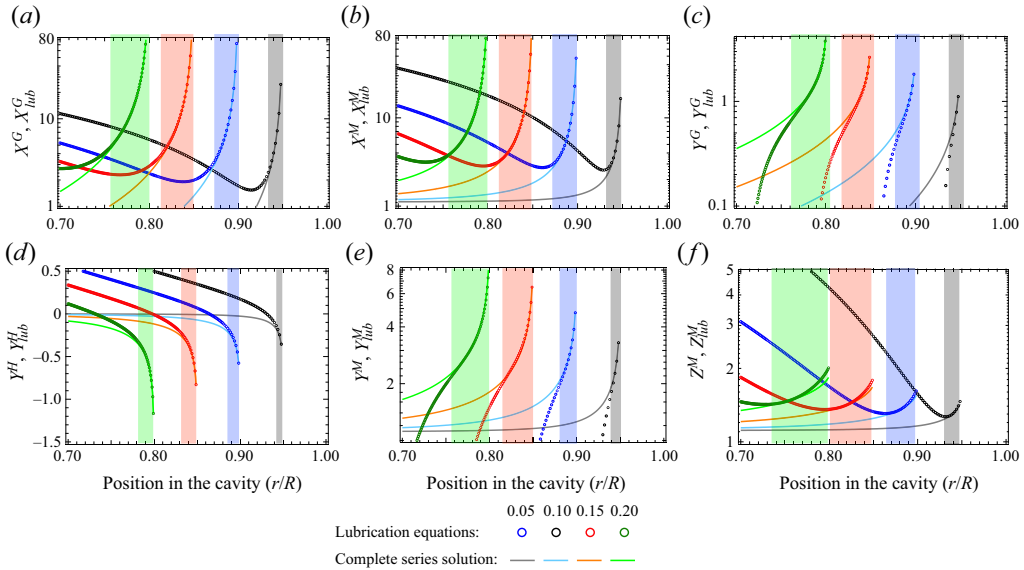 (a)
(b)
(c)
80
10
1
X^G, X^G_lub
0.70 0.80 0.90 1.00
80
10
1
X^M, X^M_lub
0.70 0.80 0.90 1.00
1
0.1
Y^G, Y^G_lub
0.70 0.80 0.90 1.00
(d)
(e)
(f)
0.5
0
−0.5
−1.0
−1.5
Y^H, Y^H_lub
0.70 0.80 0.90 1.00
8
6
4
2
Y^M, Y^M_lub
0.70 0.80 0.90 1.00
5
4
3
2
1
Z^M, Z^M_lub
0.70 0.80 0.90 1.00
Position in the cavity (r/R)
Position in the cavity (r/R)
Position in the cavity (r/R)
0.05 0.10 0.15 0.20
Lubrication equations:
Complete series solution: